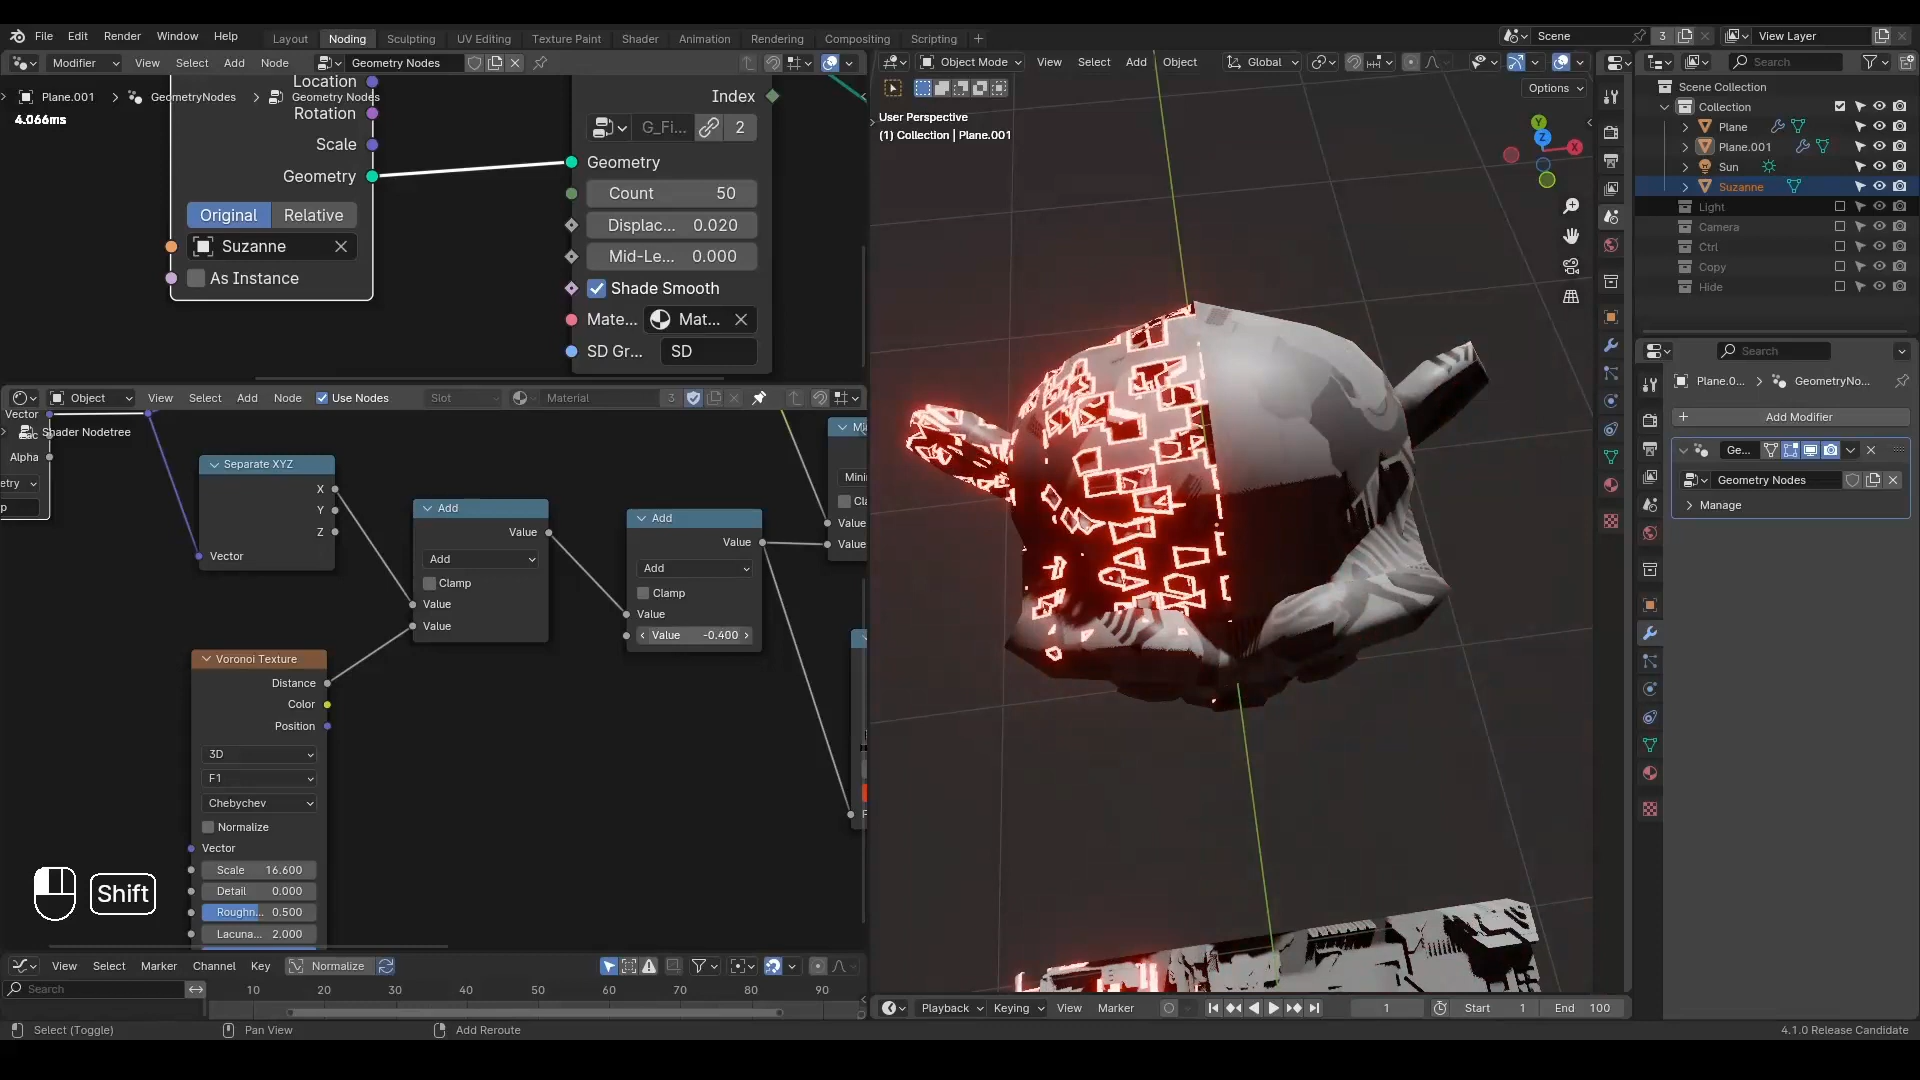 File Edit Render Window Help Layout Noding Sculpting UV Editing Texture Paint Shader Animation Rendering Compositing Scripting + Scene 3 View Layer
Modifier View Select Add Node Geometry Nodes
Plane.001 > GeometryNodes > Geometry Nodes
4.066ms
Location
Rotation
Scale
Geometry
Original Relative
Suzanne
As Instance
Index
G_Fi... 2
Geometry
Count 50
Displac... 0.020
Mid-Le... 0.000
Shade Smooth
Mate... Mat...
SD Gr... SD
Object View Select Add Node Use Nodes Slot Material 3
Vector
Shader Nodetree
Alpha
etry
Separate XYZ
X
Y
Z
Vector
Add
Value
Add
Clamp
Value
Value
Add
Value
Add
Clamp
Value
Value -0.400
Value
Value
Voronoi Texture
Distance
Color
Position
3D
F1
Chebychev
Normalize
Vector
Scale 16.600
Detail 0.000
Roughn... 0.500
Lacuna... 2.000
Shift
View Select Marker Channel Key Normalize
Search
10 20 30 40 50 60 70 80 90
Object Mode View Select Add Object Global
Options
User Perspective
(1) Collection | Plane.001
Y
Z
X
Playback Keying View Marker 1 Start 1 End 100
Search
Scene Collection
Collection
Plane
Plane.001
Sun
Suzanne
Light
Camera
Ctrl
Copy
Hide
Search
Plane.0... > GeometryNo...
+ Add Modifier
Ge...
Geometry Nodes
Manage
Select (Toggle) Pan View Add Reroute 4.1.0 Release Candidate